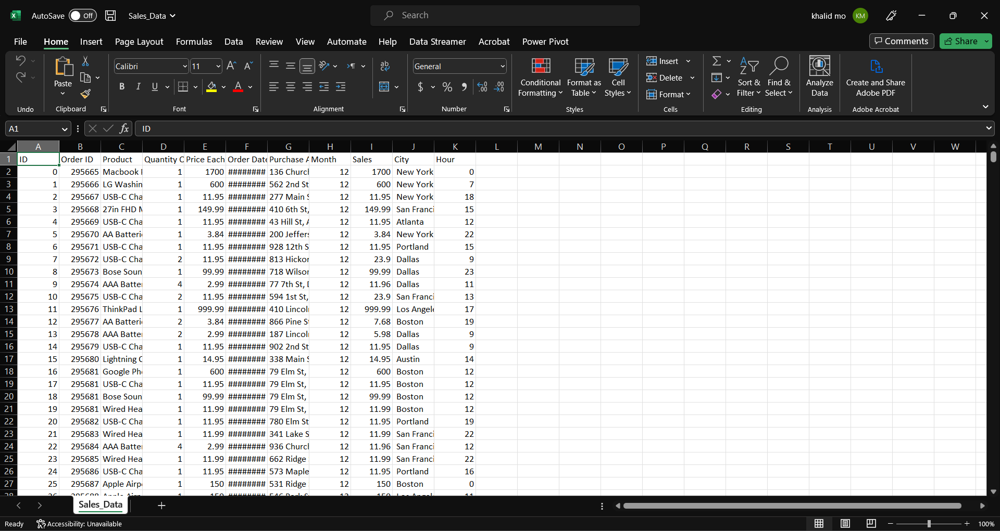 AutoSave Off Sales_Data Search khalid mo KM
File Home Insert Page Layout Formulas Data Review View Automate Help Data Streamer Acrobat Power Pivot Comments Share
Paste Calibri 11 General Conditional Formatting Format as Table Cell Styles Insert Delete Format Sort & Filter Find & Select Analyze Data Create and Share Adobe PDF
Undo Clipboard Font Alignment Number Styles Cells Editing Analysis Adobe Acrobat
A1 fx ID
A B C D E F G H I J K L M N O P Q R S T U V W
1 ID Order ID Product Quantity O Price Each Order Date Purchase A Month Sales City Hour
2 0 295665 Macbook 1 1700 ######## 136 Church 12 1700 New York 0
3 1 295666 LG Washin 1 600 ######## 562 2nd St 12 600 New York 7
4 2 295667 USB-C Cha 1 11.95 ######## 277 Main S 12 11.95 New York 18
5 3 295668 27in FHD M 1 149.99 ######## 410 6th St, 12 149.99 San Franci 15
6 4 295669 USB-C Cha 1 11.95 ######## 43 Hill St, A 12 11.95 Atlanta 12
7 5 295670 AA Batteri 1 3.84 ######## 200 Jeffers 12 3.84 New York 22
8 6 295671 USB-C Cha 1 11.95 ######## 928 12th S 12 11.95 Portland 15
9 7 295672 USB-C Cha 2 11.95 ######## 813 Hickor 12 23.9 Dallas 9
10 8 295673 Bose Soun 1 99.99 ######## 718 Wilson 12 99.99 Dallas 23
11 9 295674 AAA Batter 4 2.99 ######## 77 7th St, D 12 11.96 Dallas 11
12 10 295675 USB-C Cha 2 11.95 ######## 594 1st St, 12 23.9 San Franci 13
13 11 295676 ThinkPad L 1 999.99 ######## 410 Lincoln 12 999.99 Los Angele 17
14 12 295677 AA Batteri 2 3.84 ######## 866 Pine St 12 7.68 Boston 19
15 13 295678 AAA Batter 2 2.99 ######## 187 Lincoln 12 5.98 Dallas 9
16 14 295679 USB-C Cha 1 11.95 ######## 902 2nd St 12 11.95 Dallas 9
17 15 295680 Lightning C 1 14.95 ######## 338 Main S 12 14.95 Austin 14
18 16 295681 Google Pho 1 600 ######## 79 Elm St, 12 600 Boston 12
19 17 295681 USB-C Cha 1 11.95 ######## 79 Elm St, 12 11.95 Boston 12
20 18 295681 Bose Soun 1 99.99 ######## 79 Elm St, 12 99.99 Boston 12
21 19 295681 Wired Hea 1 11.99 ######## 79 Elm St, 12 11.99 Boston 12
22 20 295682 USB-C Cha 1 11.95 ######## 780 Elm St 12 11.95 Portland 19
23 21 295683 Wired Hea 1 11.99 ######## 341 Lake S 12 11.99 San Franci 22
24 22 295684 AAA Batter 4 2.99 ######## 936 Church 12 11.96 San Franci 12
25 23 295685 Wired Hea 1 11.99 ######## 662 Ridge 12 11.99 San Franci 22
26 24 295686 USB-C Cha 1 11.95 ######## 573 Maple 12 11.95 Portland 16
27 25 295687 Apple Airp 1 150 ######## 531 Ridge 12 150 Boston 0
Sales_Data
Ready Accessibility: Unavailable 100%